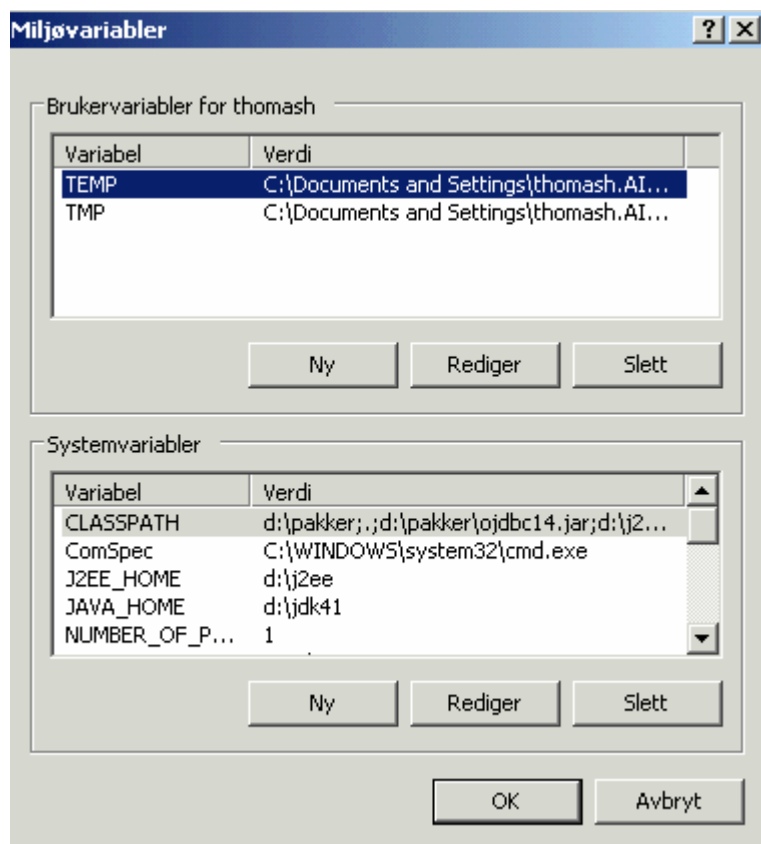 Miljøvariabler
Brukervariabler for thomash
Variabel Verdi
TEMP C:\Documents and Settings\thomash.AI...
TMP C:\Documents and Settings\thomash.AI...
Ny Rediger Slett
Systemvariabler
Variabel Verdi
CLASSPATH d:\pakker;.;d:\pakker\ojdbc14.jar;d:\j2...
ComSpec C:\WINDOWS\system32\cmd.exe
J2EE_HOME d:\j2ee
JAVA_HOME d:\jdk41
NUMBER_OF_P... 1
Ny Rediger Slett
OK Avbryt